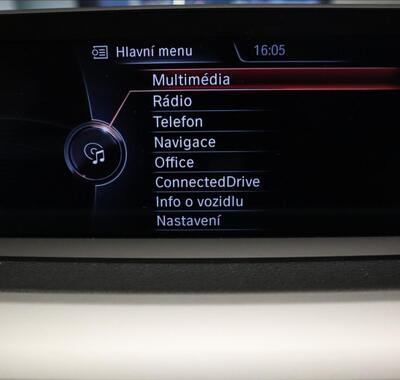 Hlavní menu 16:05
Multimédia
Rádio
Telefon
Navigace
Office
ConnectedDrive
Info o vozidlu
Nastavení